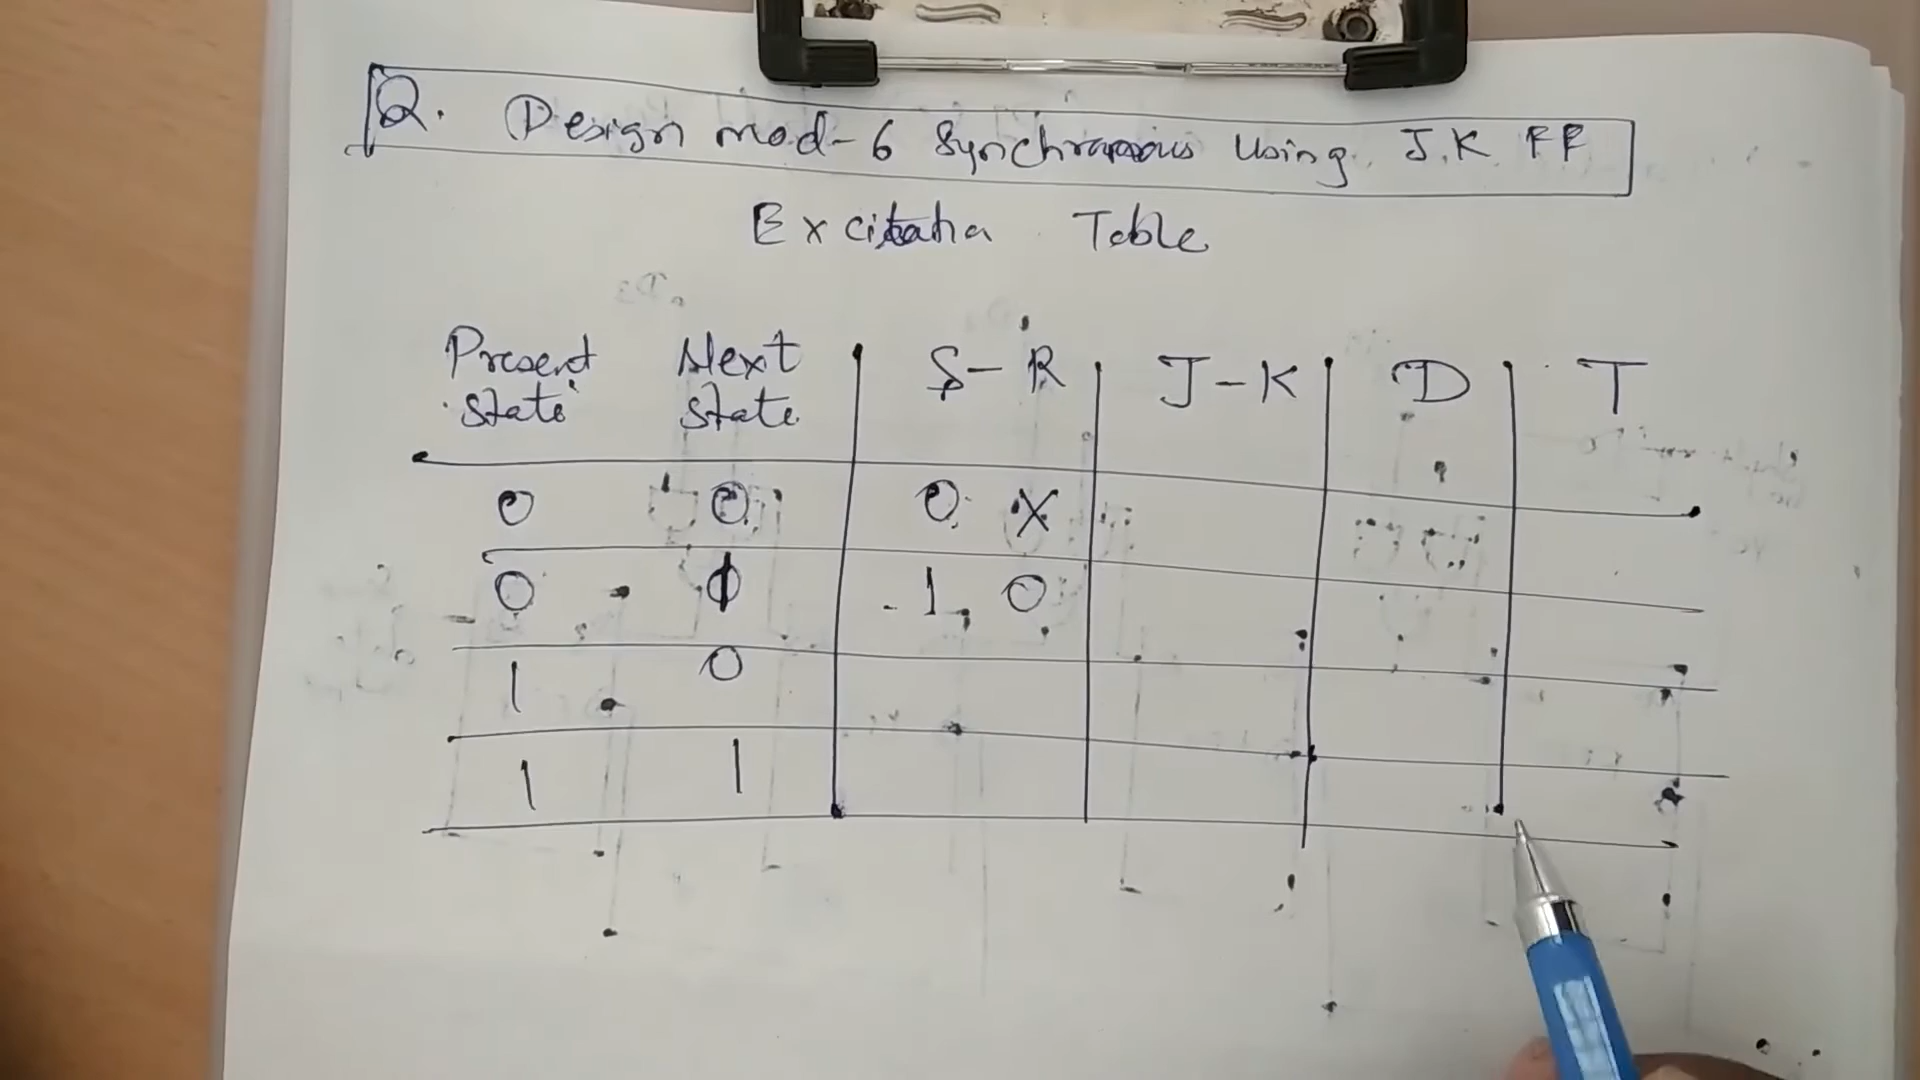 Q. Design mod-6 Synchronous Using J.K FF
Excitation Table
Present state Next state S-R J-K D T
0 0 0 X
0 1 1 0
1 0
1 1